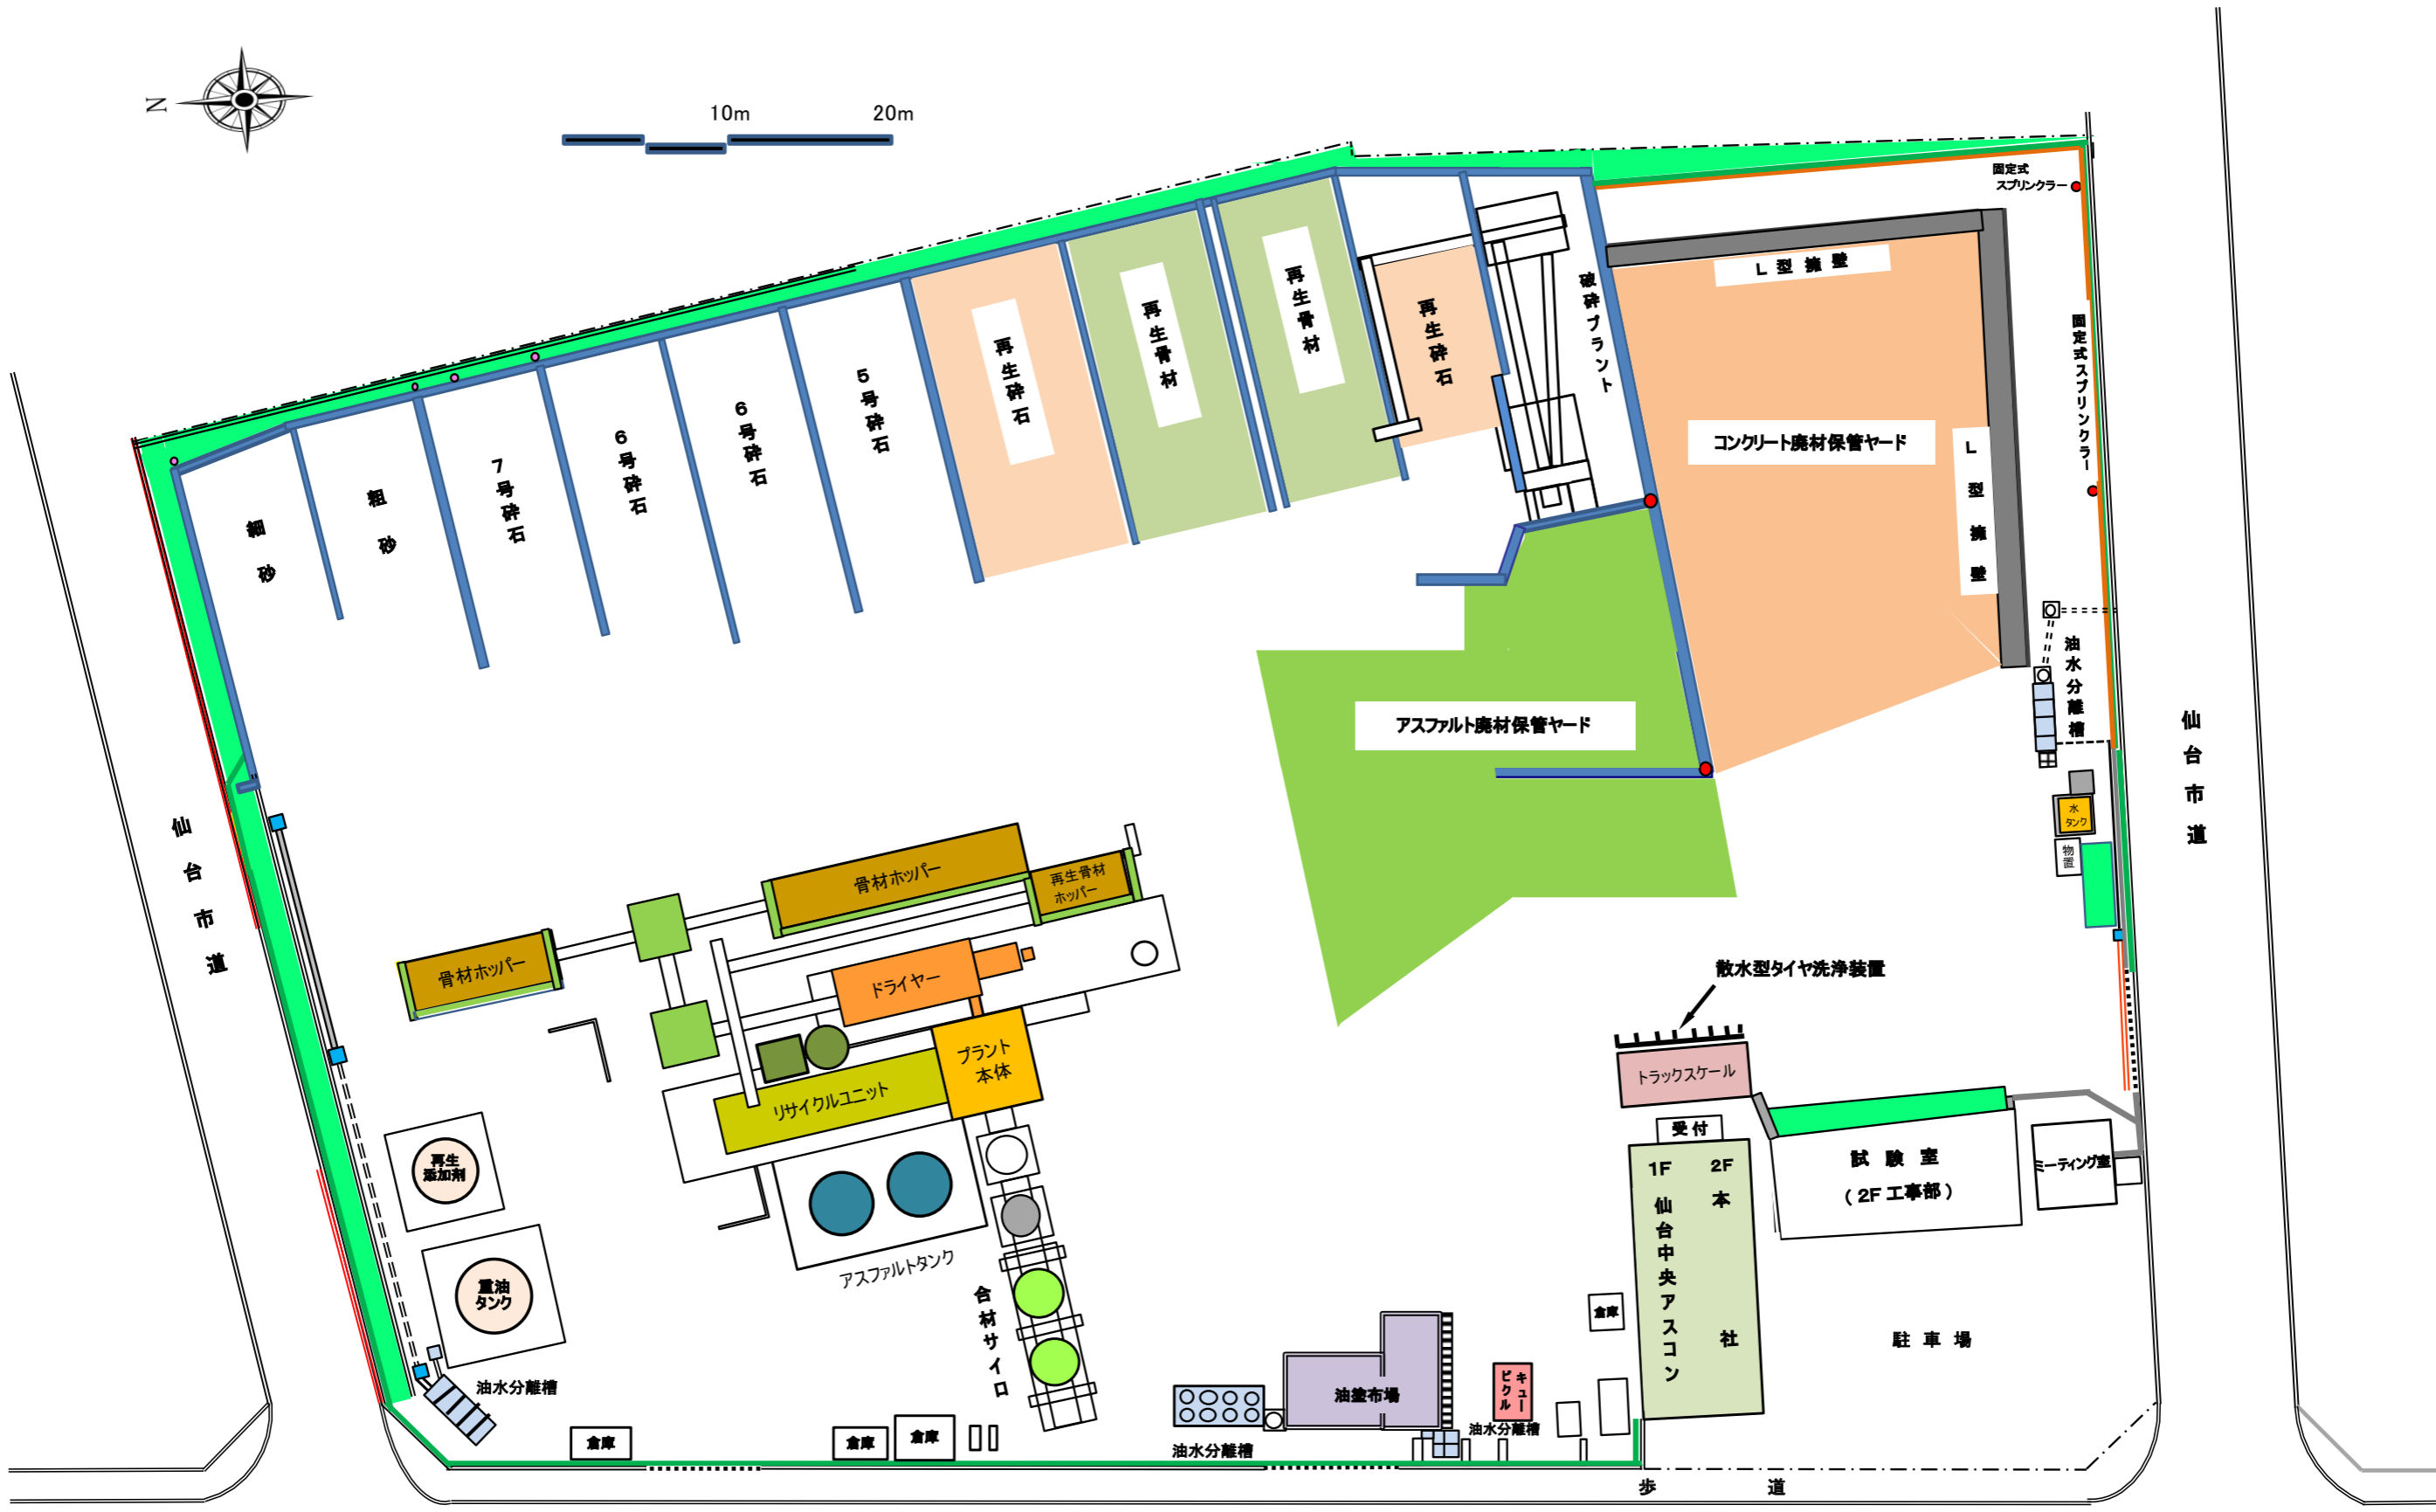 N
10m 20m
固定式
スプリンクラー
L 型 擁 壁
破砕プラント
再生骨材
再生骨材
再生砕石
再生砕石
5号砕石
6号砕石
6号砕石
7号砕石
粗砂
細砂
固定式スプリンクラー
コンクリート廃材保管ヤード
L型擁壁
油水分離槽
アスファルト廃材保管ヤード
仙台市道
仙台市道
水
タンク
物置
骨材ホッパー
再生骨材
ホッパー
骨材ホッパー
ドライヤー
散水型タイヤ洗浄装置
プラント
本体
トラックスケール
リサイクルユニット
受付
再生
添加剤
1F 2F
仙台中央アスコン
本社
試 験 室
( 2F 工事部 )
ミーティング室
アスファルトタンク
重油
タンク
合材サイロ
倉庫
駐 車 場
油水分離槽
油塗布場
キュービクル
油水分離槽
倉庫
倉庫
倉庫
油水分離槽
歩 道